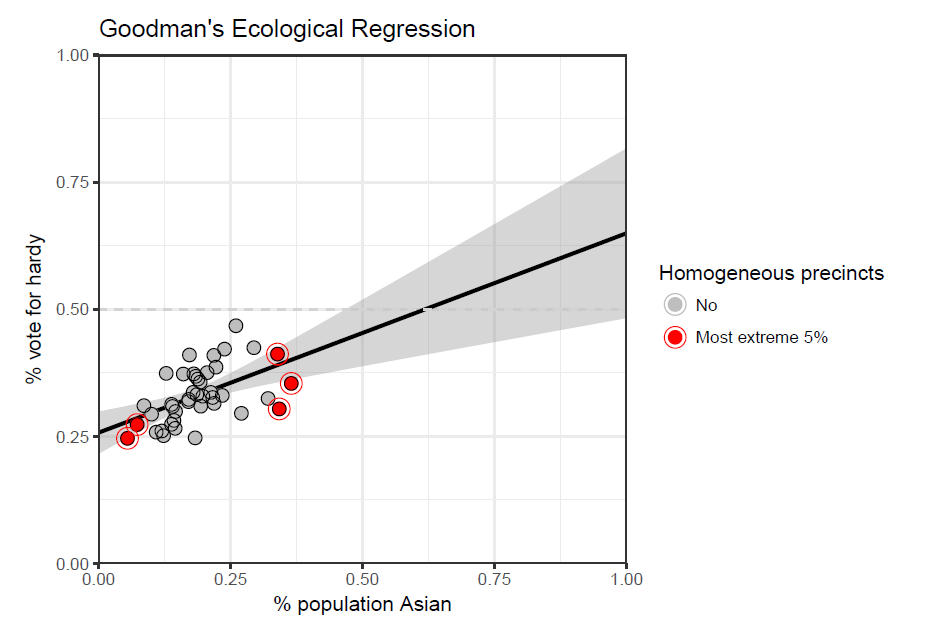 Goodman's Ecological Regression
1.00
0.75
0.50
0.25
0.00
% vote for hardy
0.00 0.25 0.50 0.75 1.00
% population Asian
Homogeneous precincts
No
Most extreme 5%